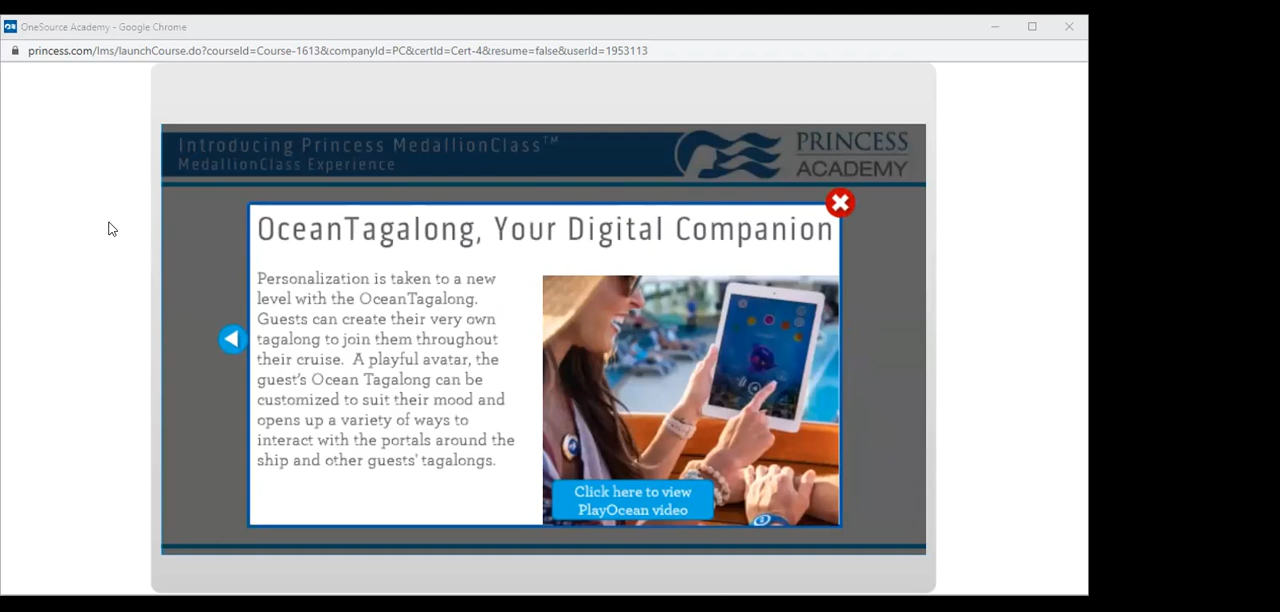 OneSource Academy - Google Chrome
princess.com/lms/launchCourse.do?courseId=Course-1613&companyId=PC&certId=Cert-4&resume=false&userId=1953113
Introducing Princess MedallionClass™
MedallionClass Experience
PRINCESS
ACADEMY
OceanTagalong, Your Digital Companion
Personalization is taken to a new
level with the OceanTagalong.
Guests can create their very own
tagalong to join them throughout
their cruise.  A playful avatar, the
guest's Ocean Tagalong can be
customized to suit their mood and
opens up a variety of ways to
interact with the portals around the
ship and other guests' tagalongs.
Click here to view
PlayOcean video